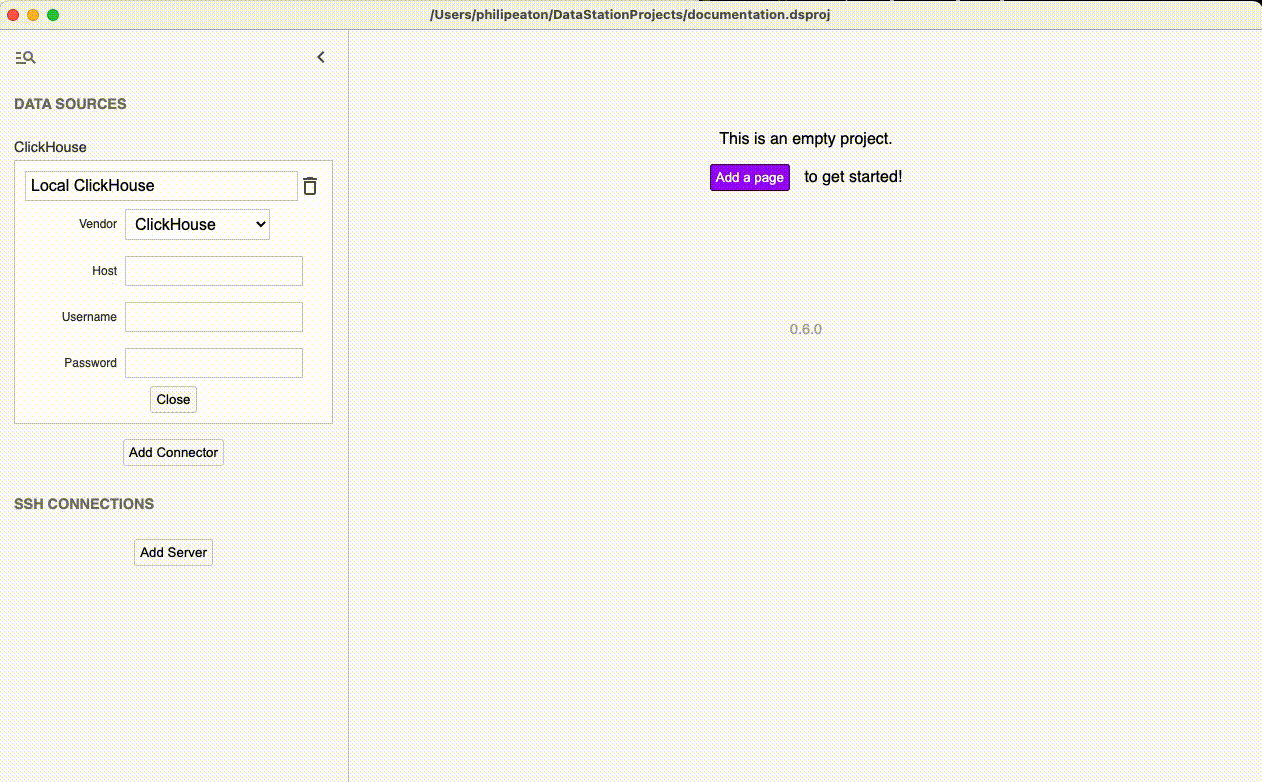 /Users/philipeaton/DataStationProjects/documentation.dsproj
DATA SOURCES
ClickHouse
Local ClickHouse
Vendor ClickHouse
Host
Username
Password
Close
Add Connector
SSH CONNECTIONS
Add Server
This is an empty project.
Add a page to get started!
0.6.0